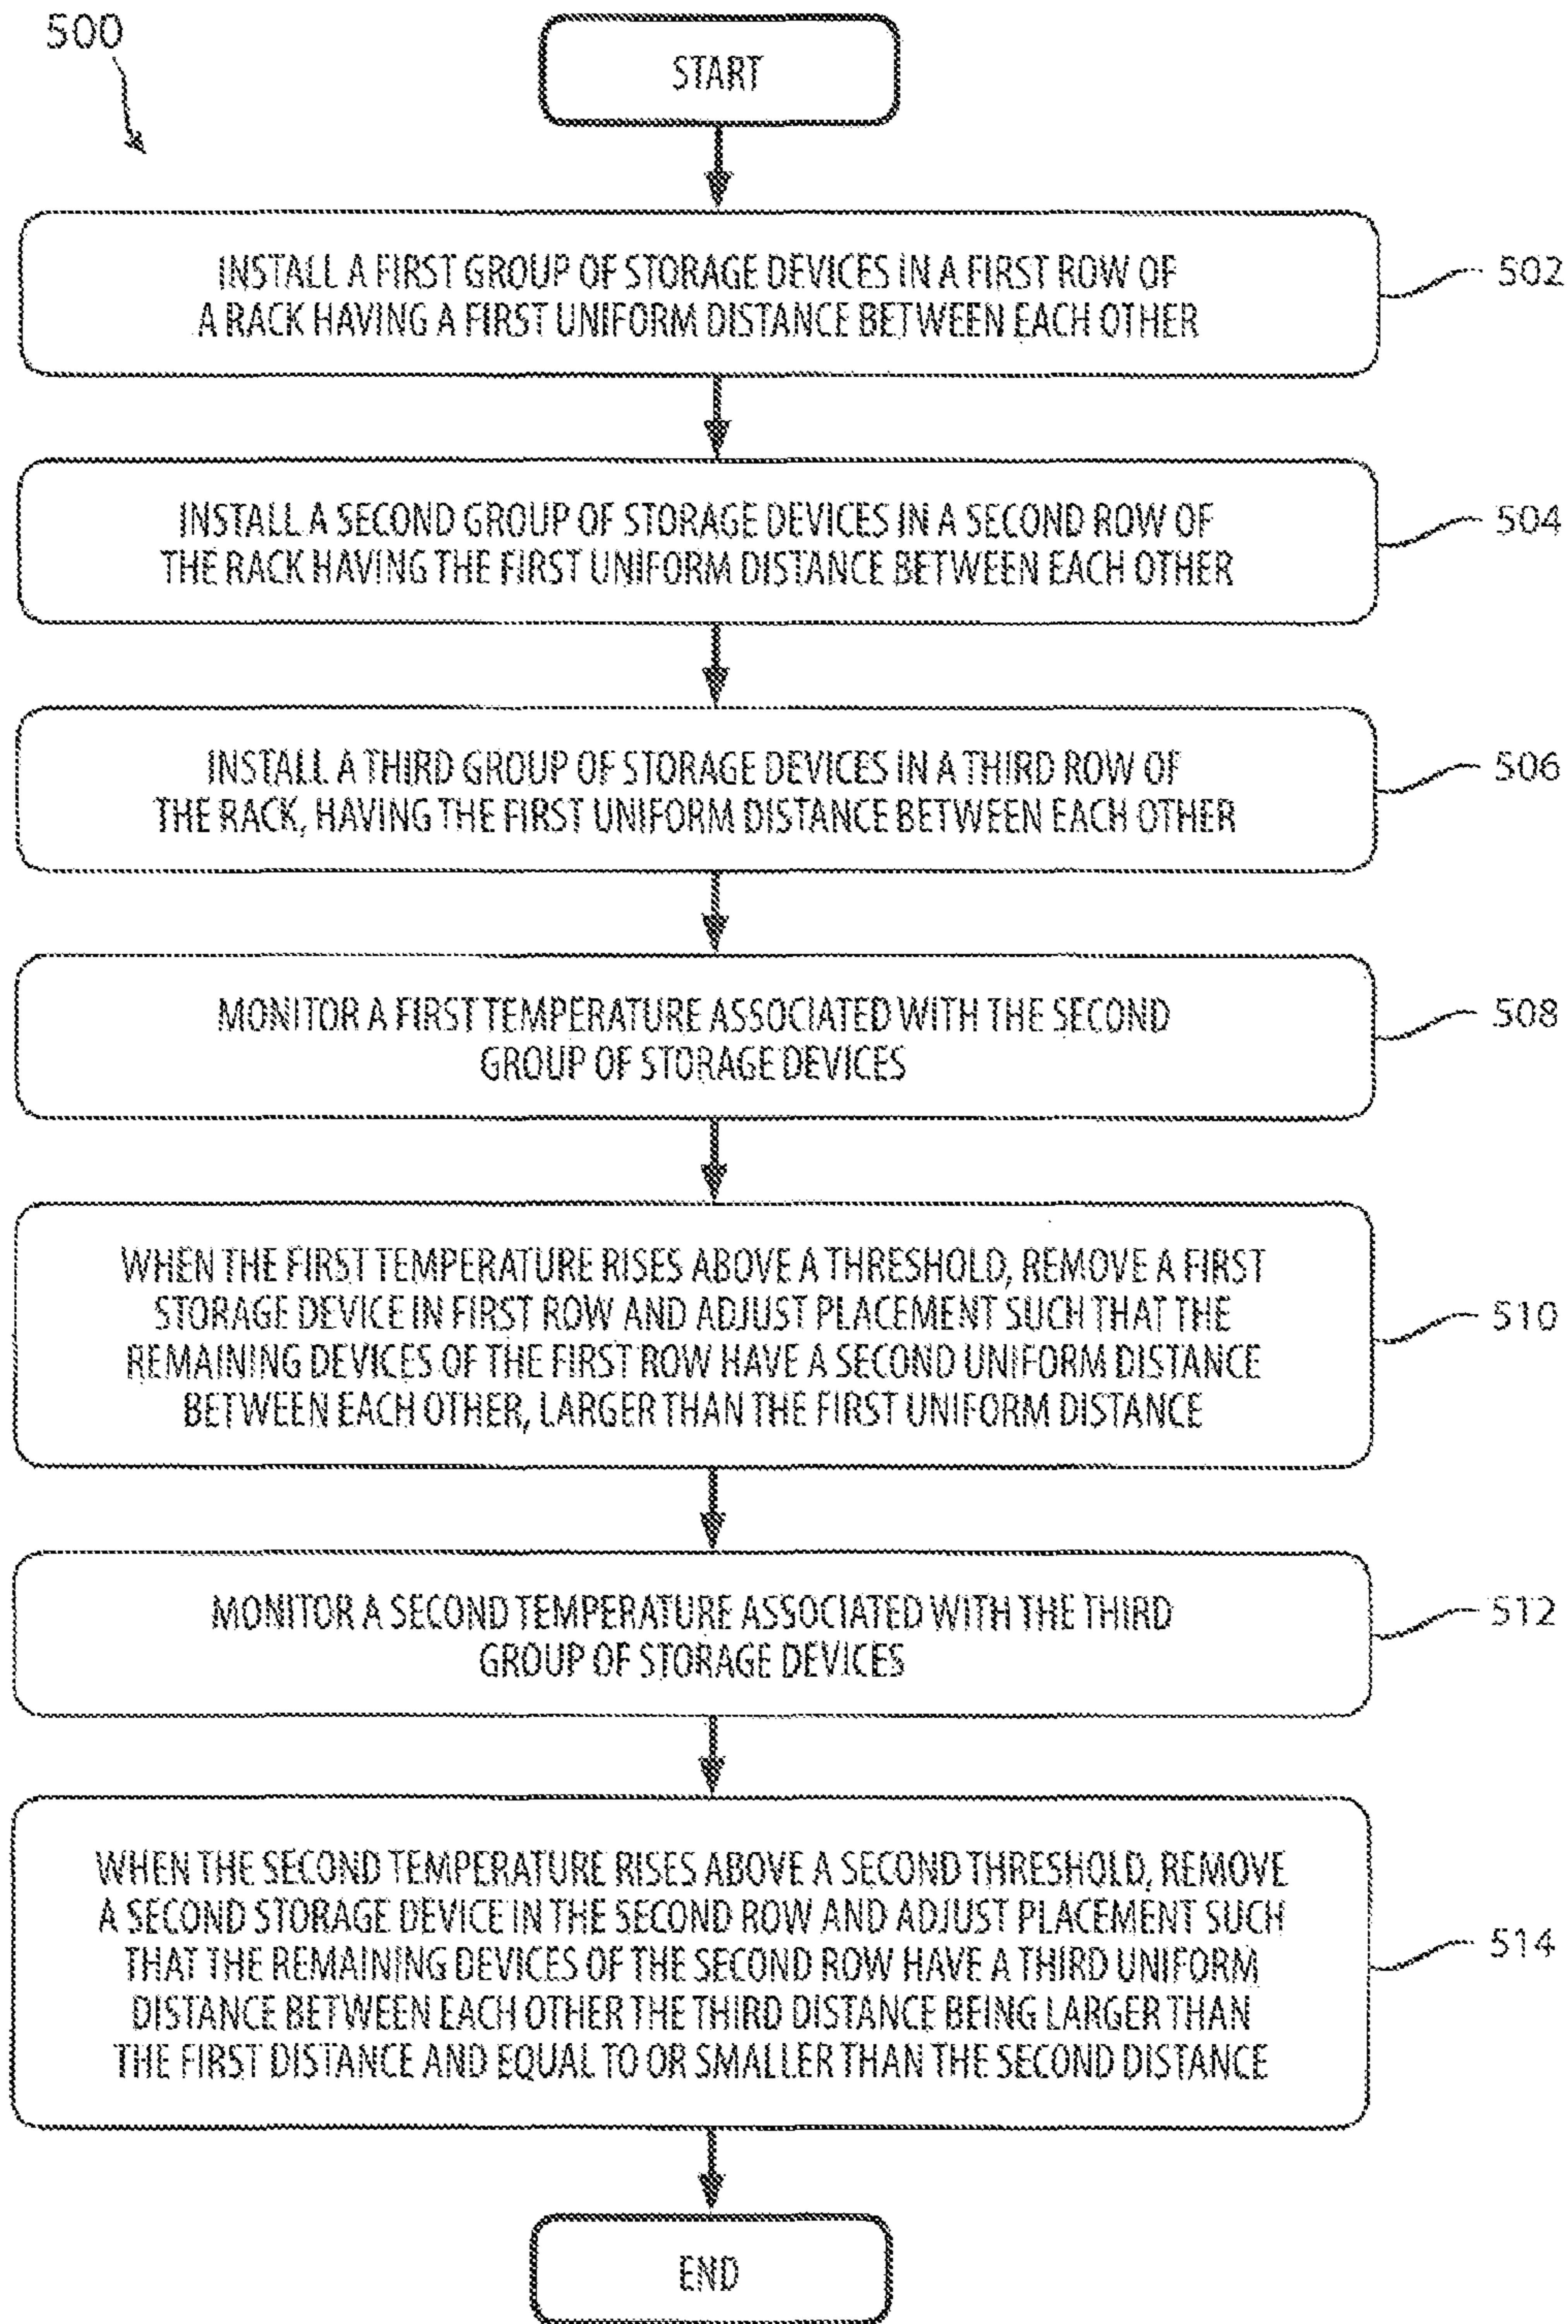 500
START
INSTALL A FIRST GROUP OF STORAGE DEVICES IN A FIRST ROW OF
A RACK HAVING A FIRST UNIFORM DISTANCE BETWEEN EACH OTHER
502
INSTALL A SECOND GROUP OF STORAGE DEVICES IN A SECOND ROW OF
THE RACK HAVING THE FIRST UNIFORM DISTANCE BETWEEN EACH OTHER
504
INSTALL A THIRD GROUP OF STORAGE DEVICES IN A THIRD ROW OF
THE RACK, HAVING THE FIRST UNIFORM DISTANCE BETWEEN EACH OTHER
506
MONITOR A FIRST TEMPERATURE ASSOCIATED WITH THE SECOND
GROUP OF STORAGE DEVICES
508
WHEN THE FIRST TEMPERATURE RISES ABOVE A THRESHOLD, REMOVE A FIRST
STORAGE DEVICE IN FIRST ROW AND ADJUST PLACEMENT SUCH THAT THE
REMAINING DEVICES OF THE FIRST ROW HAVE A SECOND UNIFORM DISTANCE
BETWEEN EACH OTHER, LARGER THAN THE FIRST UNIFORM DISTANCE
510
MONITOR A SECOND TEMPERATURE ASSOCIATED WITH THE THIRD
GROUP OF STORAGE DEVICES
512
WHEN THE SECOND TEMPERATURE RISES ABOVE A SECOND THRESHOLD, REMOVE
A SECOND STORAGE DEVICE IN THE SECOND ROW AND ADJUST PLACEMENT SUCH
THAT THE REMAINING DEVICES OF THE SECOND ROW HAVE A THIRD UNIFORM
DISTANCE BETWEEN EACH OTHER THE THIRD DISTANCE BEING LARGER THAN
THE FIRST DISTANCE AND EQUAL TO OR SMALLER THAN THE SECOND DISTANCE
514
END